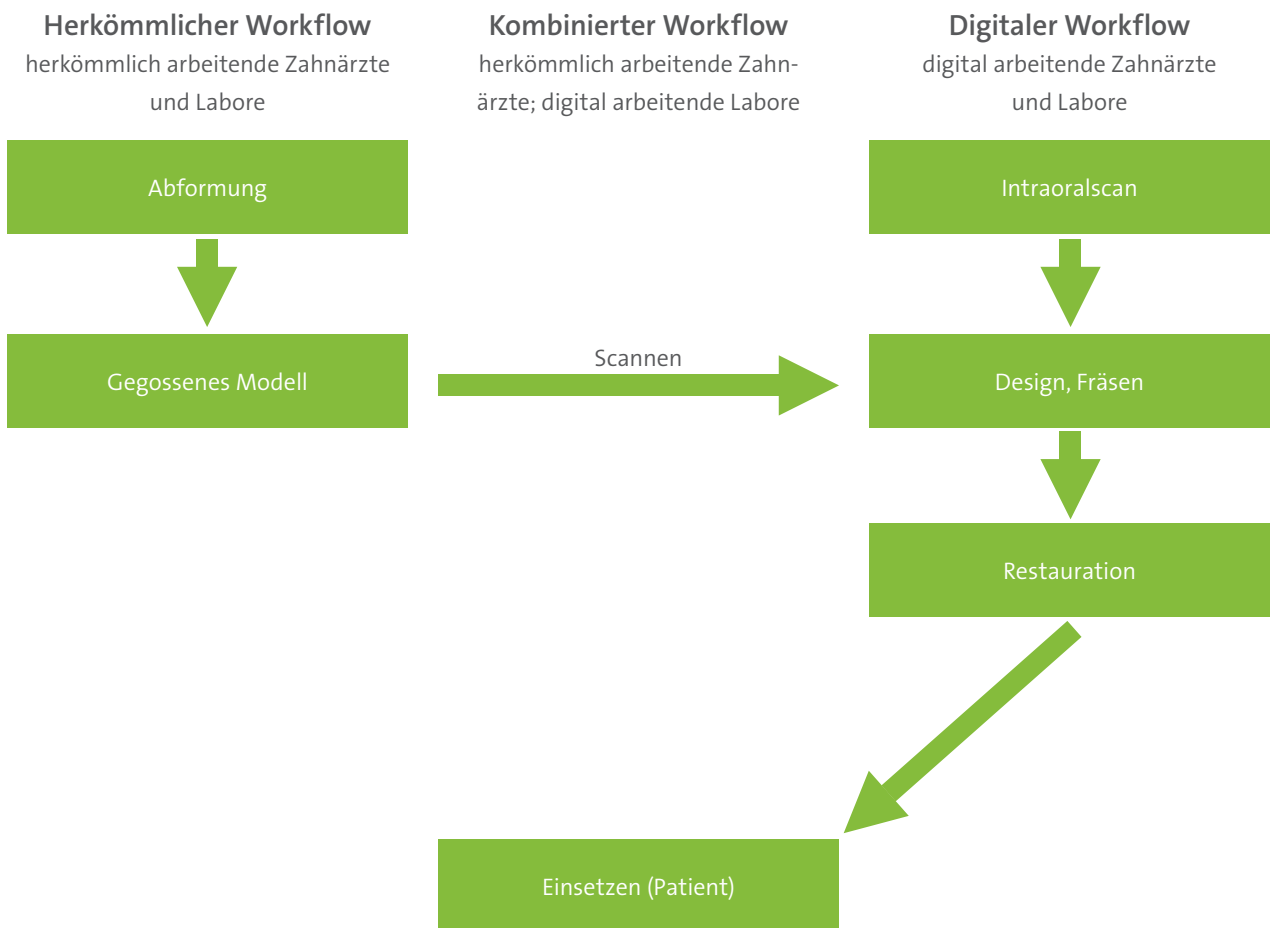 Herkömmlicher Workflow
herkömmlich arbeitende Zahnärzte
und Labore
Kombinierter Workflow
herkömmlich arbeitende Zahn-
ärzte; digital arbeitende Labore
Digitaler Workflow
digital arbeitende Zahnärzte
und Labore
Abformung
Intraoralscan
Gegossenes Modell
Scannen
Design, Fräsen
Restauration
Einsetzen (Patient)